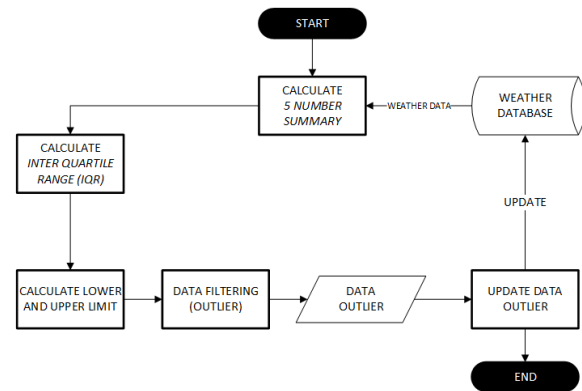 START
CALCULATE
5 NUMBER
SUMMARY
WEATHER DATA
WEATHER
DATABASE
CALCULATE
INTER QUARTILE
RANGE (IQR)
UPDATE
CALCULATE LOWER
AND UPPER LIMIT
DATA FILTERING
(OUTLIER)
DATA
OUTLIER
UPDATE DATA
OUTLIER
END